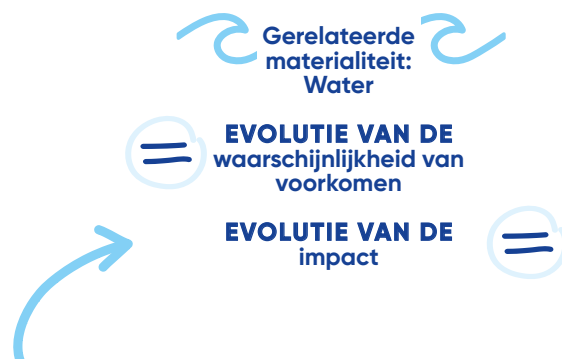 Gerelateerde
materialiteit:
Water
EVOLUTIE VAN DE
waarschijnlijkheid van
voorkomen
EVOLUTIE VAN DE
impact